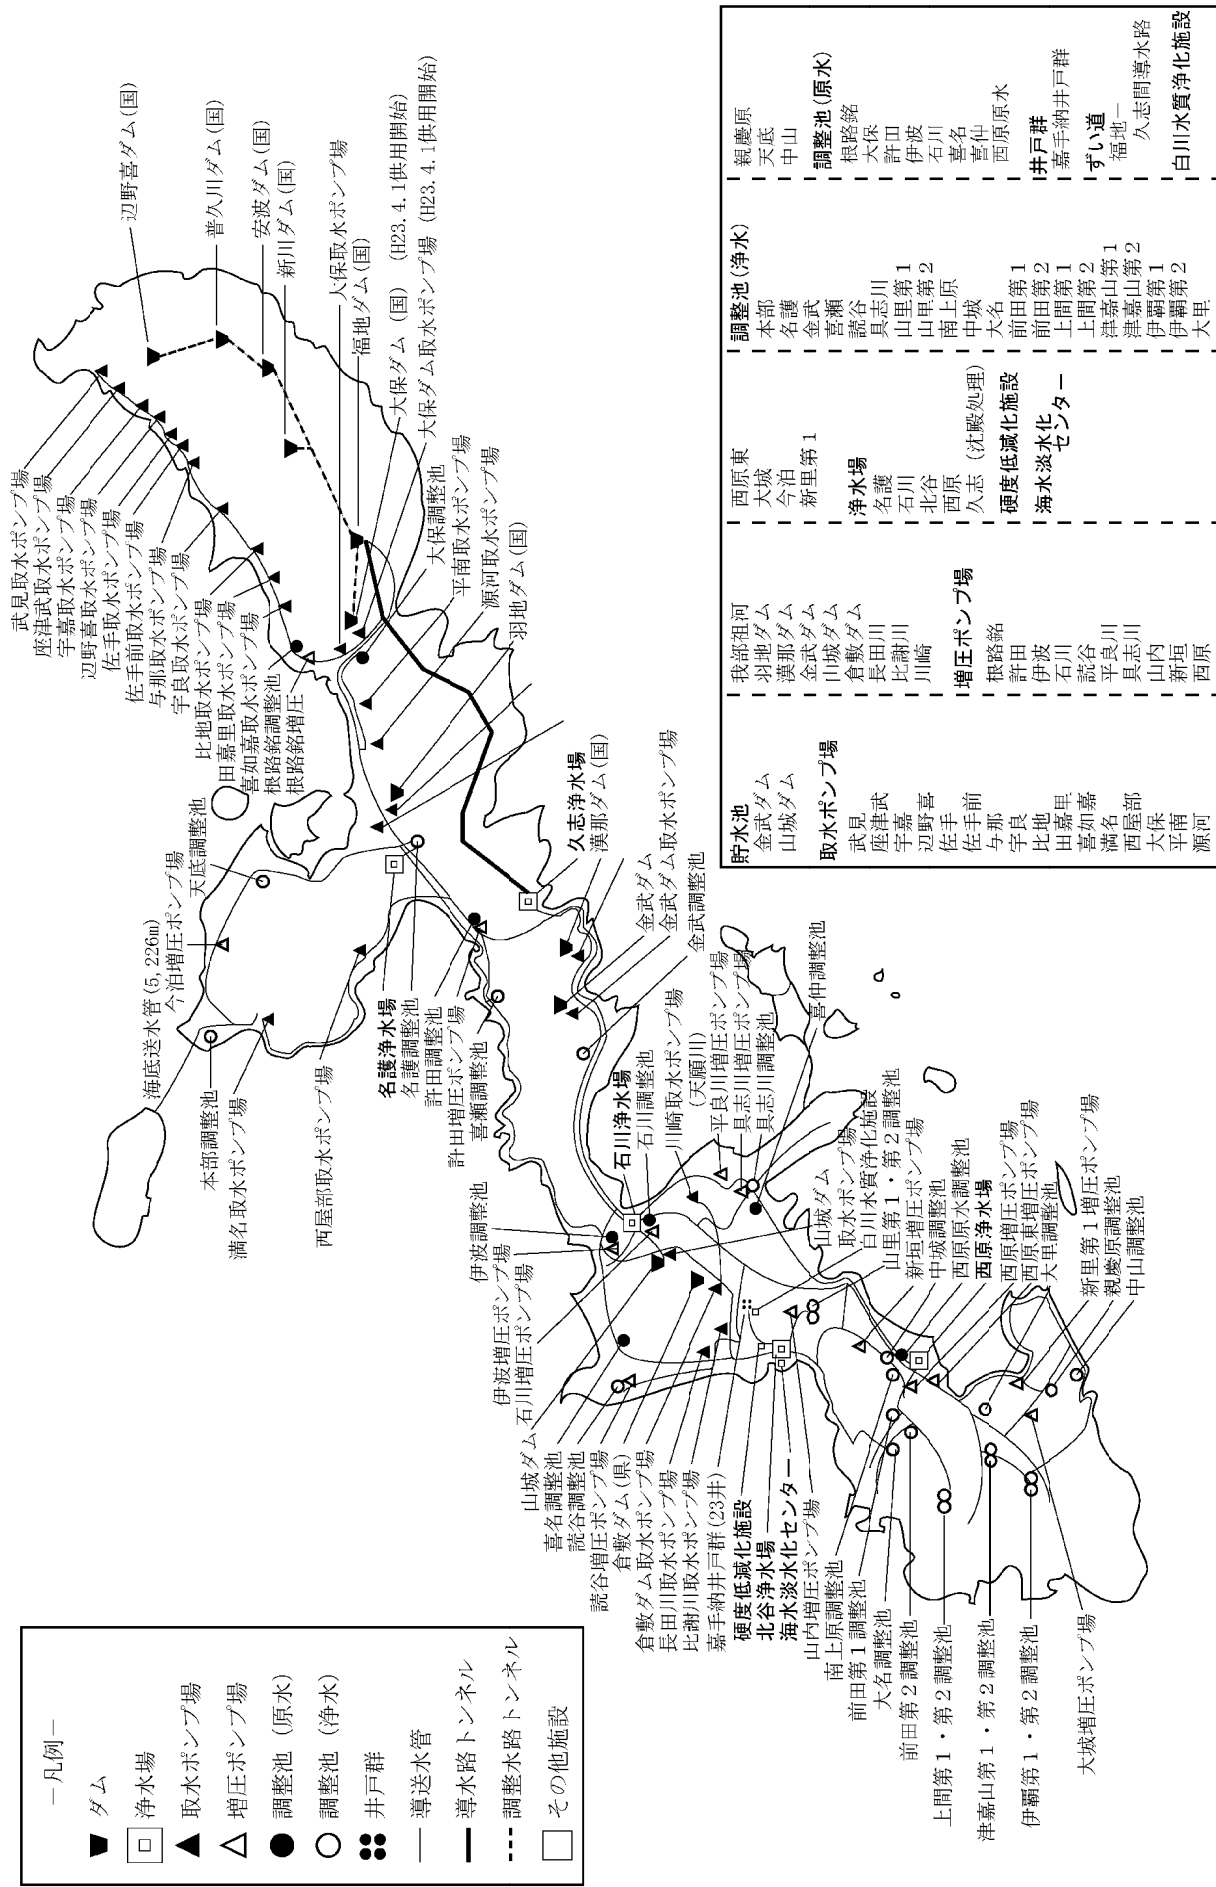 ―凡例―
ダム
浄水場
取水ポンプ場
増圧ポンプ場
調整池 (原水)
調整池 (浄水)
井戸群
導送水管
導水路トンネル
調整水路トンネル
その他施設
武見取水ポンプ場
座津武取水ポンプ場
宇嘉取水ポンプ場
辺野喜取水ポンプ場
佐手取水ポンプ場
佐手前取水ポンプ場
与那取水ポンプ場
宇良取水ポンプ場
比地取水ポンプ場
田嘉里取水ポンプ場
喜如嘉取水ポンプ場
根路銘調整池
根路銘増圧
辺野喜ダム(国)
普久川ダム(国)
安波ダム(国)
新川ダム(国)
大保取水ポンプ場
福地ダム(国)
大保ダム (国) (H23.4.1供用開始)
大保ダム取水ポンプ場 (H23.4.1供用開始)
大保調整池
平南取水ポンプ場
源河取水ポンプ場
羽地ダム(国)
海底送水管(5,226m)
今泊増圧ポンプ場
天底調整池
本部調整池
満名取水ポンプ場
西屋部取水ポンプ場
名護浄水場
名護調整池
許田調整池
許田増圧ポンプ場
喜瀬調整池
久志浄水場
漢那ダム(国)
金武ダム
金武ダム取水ポンプ場
金武調整池
伊波調整池
伊波増圧ポンプ場
石川増圧ポンプ場
石川浄水場
石川調整池
川崎取水ポンプ場
(天願川)
平良川増圧ポンプ場
具志川増圧ポンプ場
具志川調整池
喜仲調整池
山城ダム
喜名調整池
読谷調整池
読谷増圧ポンプ場
倉敷ダム(県)
倉敷ダム取水ポンプ場
長田川取水ポンプ場
比謝川取水ポンプ場
嘉手納井戸群(23井)
硬度低減化施設
北谷浄水場
海水淡水化センター
山内増圧ポンプ場
南上原調整池
前田第1調整池
大名調整池
前田第2調整池
上間第1・第2調整池
津嘉山第1・第2調整池
伊覇第1・第2調整池
大城増圧ポンプ場
山城ダム
取水ポンプ場
白川水質浄化施設
山里第1・第2調整池
新垣増圧ポンプ場
中城調整池
西原原水調整池
西原浄水場
西原増圧ポンプ場
西原東増圧ポンプ場
大里調整池
新里第1増圧ポンプ場
親慶原調整池
中山調整池
貯水池
金武ダム
山城ダム
取水ポンプ場
武見
座津武
宇嘉
辺野喜
佐手
佐手前
与那
宇良
比地
田嘉里
喜如嘉
満名
西屋部
大保
平南
源河
我部祖河
羽地ダム
漢那ダム
金武ダム
山城ダム
倉敷ダム
長田川
比謝川
川崎
増圧ポンプ場
根路銘
許田
伊波
石川
読谷
平良川
具志川
山内
新垣
西原
西原東
大城
今泊
新里第1
浄水場
名護
石川
北谷
西原
久志 (沈殿処理)
硬度低減化施設
海水淡水化
センター
調整池(浄水)
本部
名護
金武
喜瀬
読谷
具志川
山里第1
山里第2
南上原
中城
大名
前田第1
前田第2
上間第1
上間第2
津嘉山第1
津嘉山第2
伊覇第1
伊覇第2
大里
親慶原
天底
中山
調整池(原水)
根路銘
大保
許田
伊波
石川
喜名
喜仲
西原原水
井戸群
嘉手納井戸群
ずい道
福地―
久志間導水路
白川水質浄化施設